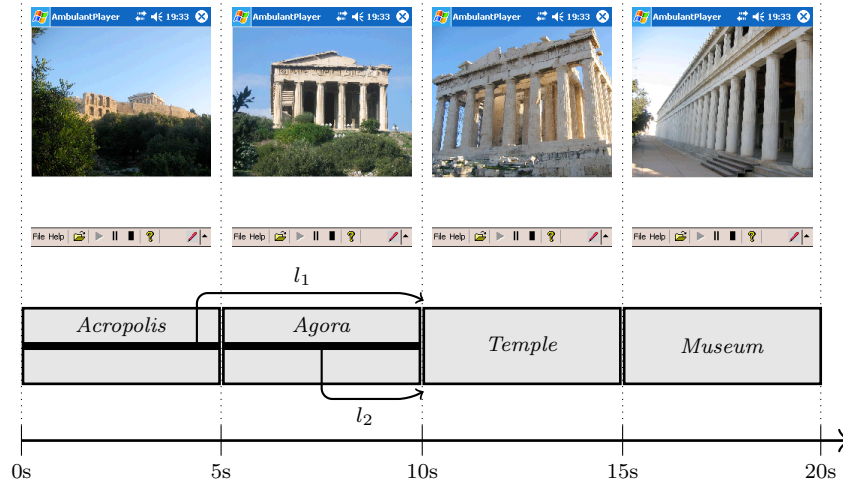 AmbulantPlayer 19:33
AmbulantPlayer 19:33
AmbulantPlayer 19:33
AmbulantPlayer 19:33
File Help
File Help
File Help
File Help
l1
Acropolis
Agora
Temple
Museum
l2
0s 5s 10s 15s 20s